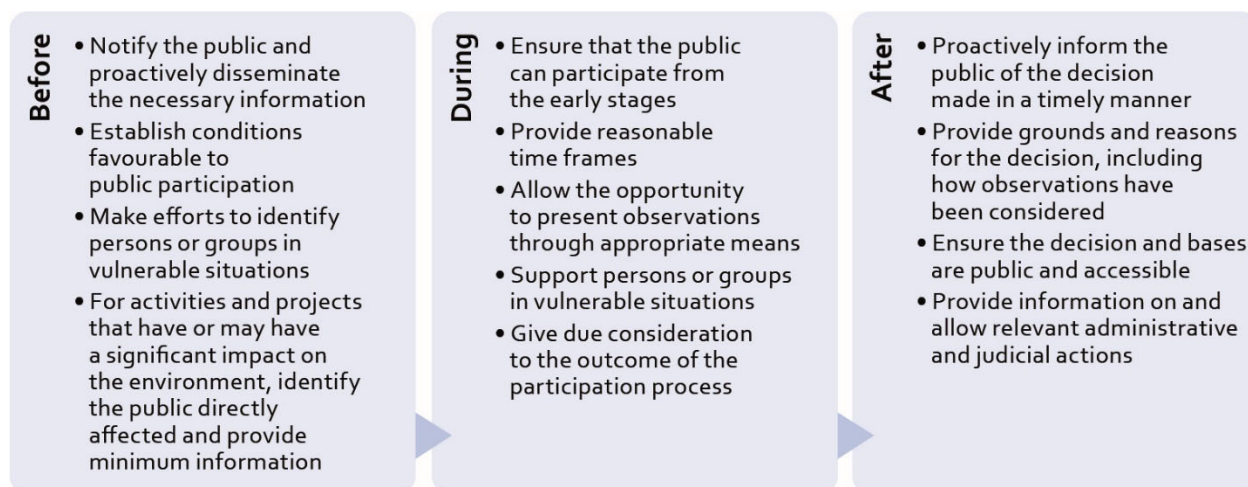 Before
• Notify the public and
proactively disseminate
the necessary information
• Establish conditions
favourable to
public participation
• Make efforts to identify
persons or groups in
vulnerable situations
• For activities and projects
that have or may have
a significant impact on
the environment, identify
the public directly
affected and provide
minimum information
During
• Ensure that the public
can participate from
the early stages
• Provide reasonable
time frames
• Allow the opportunity
to present observations
through appropriate means
• Support persons or groups
in vulnerable situations
• Give due consideration
to the outcome of the
participation process
After
• Proactively inform the
public of the decision
made in a timely manner
• Provide grounds and reasons
for the decision, including
how observations have
been considered
• Ensure the decision and bases
are public and accessible
• Provide information on and
allow relevant administrative
and judicial actions